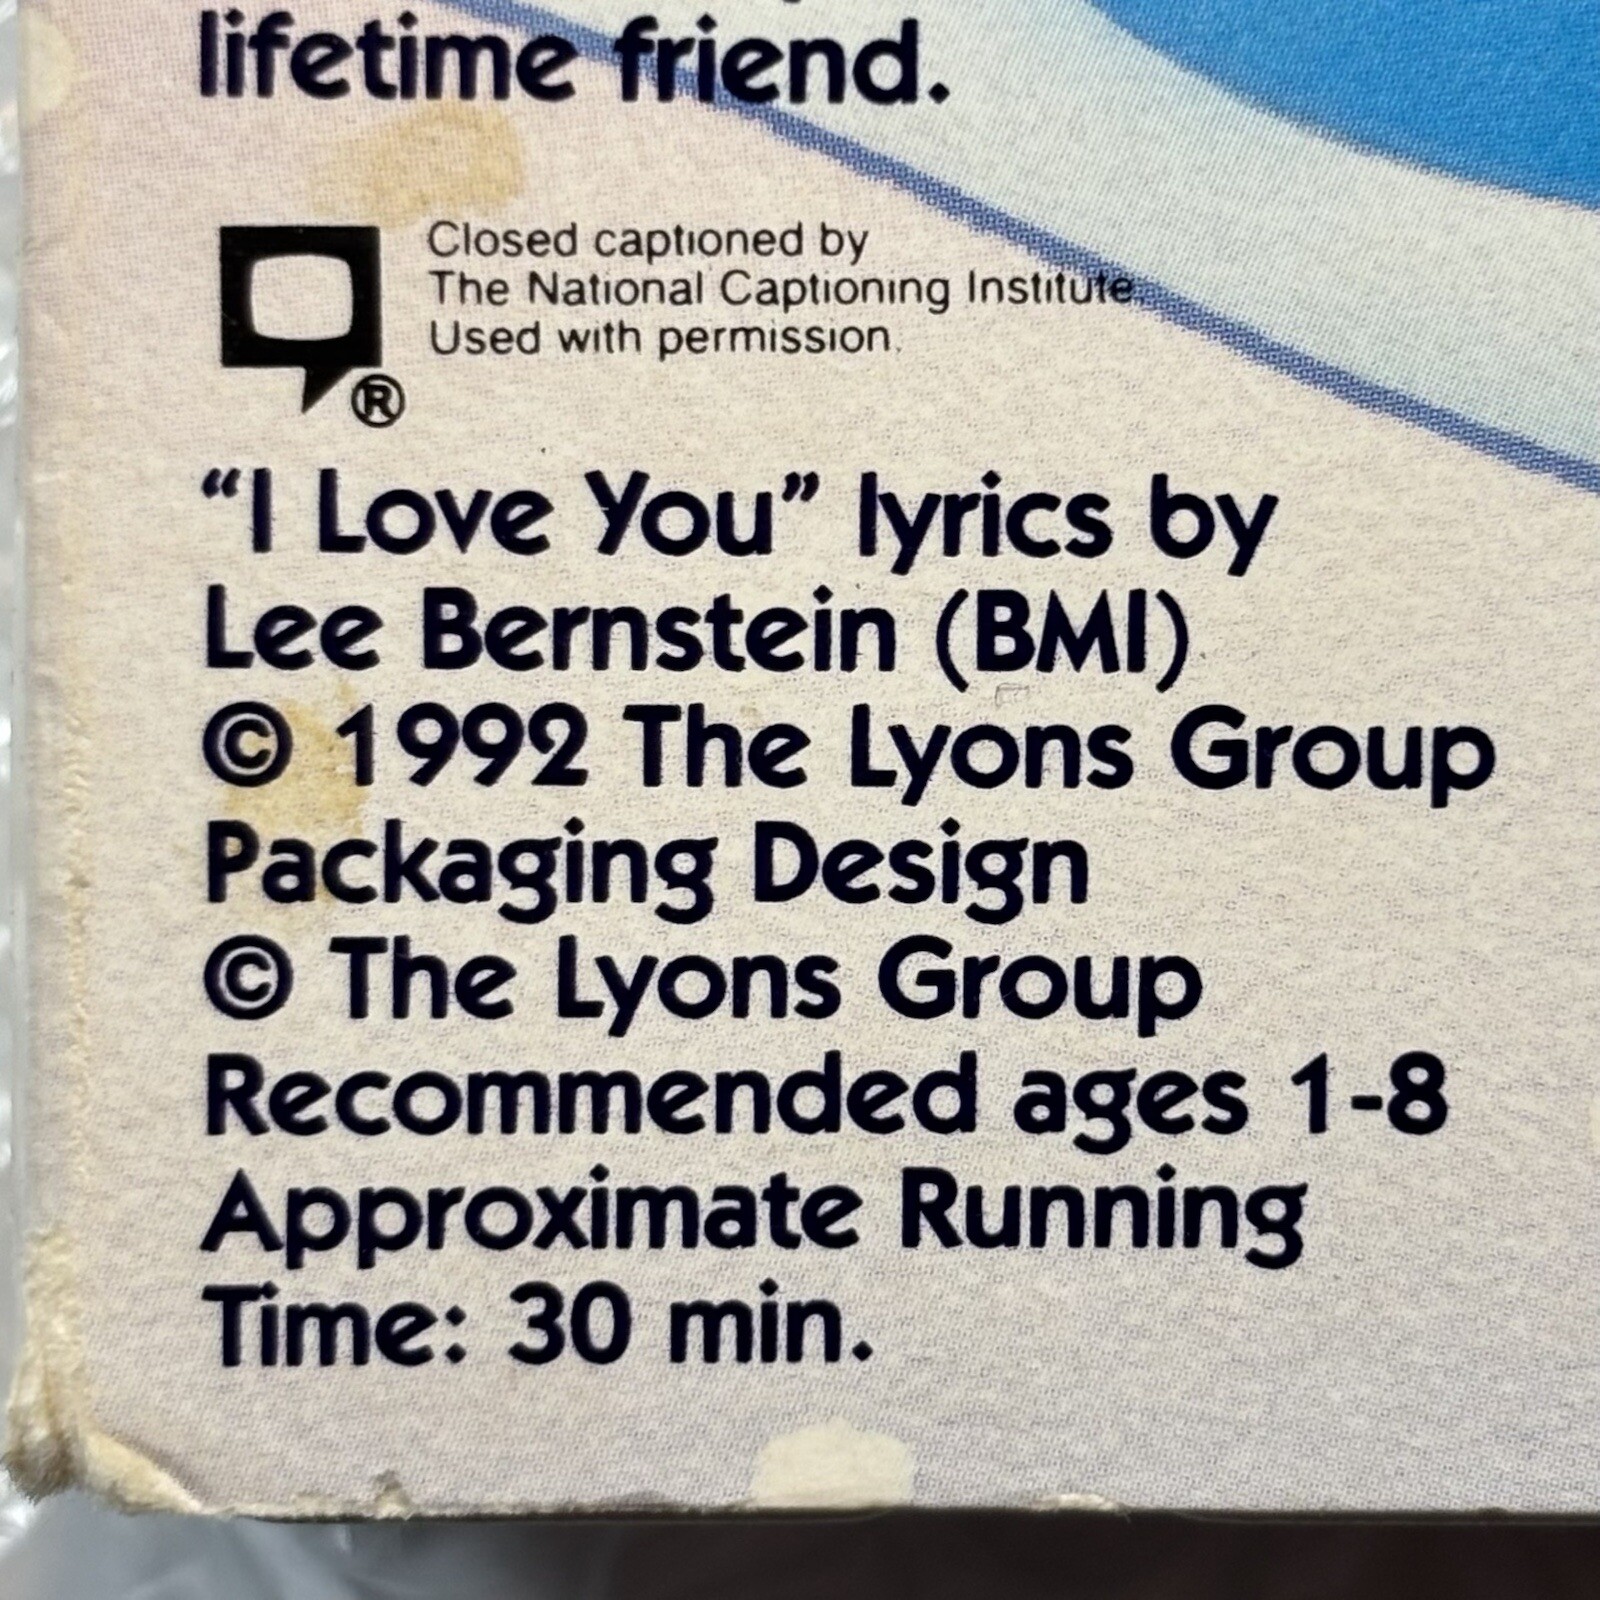 lifetime friend.
Closed captioned by
The National Captioning Institute.
Used with permission.
®
“I Love You” lyrics by
Lee Bernstein (BMI)
© 1992 The Lyons Group
Packaging Design
© The Lyons Group
Recommended ages 1-8
Approximate Running
Time: 30 min.